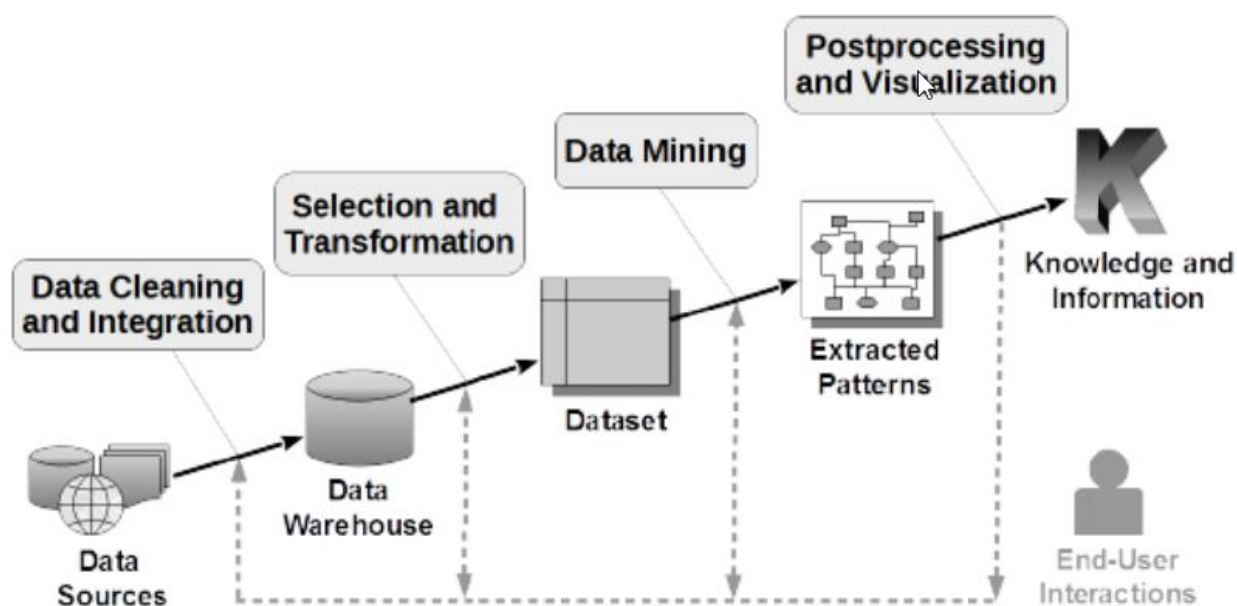 Postprocessing
and Visualization
Data Mining
Selection and
Transformation
Data Cleaning
and Integration
Knowledge and
Information
Extracted
Patterns
Dataset
Data
Warehouse
Data
Sources
End-User
Interactions